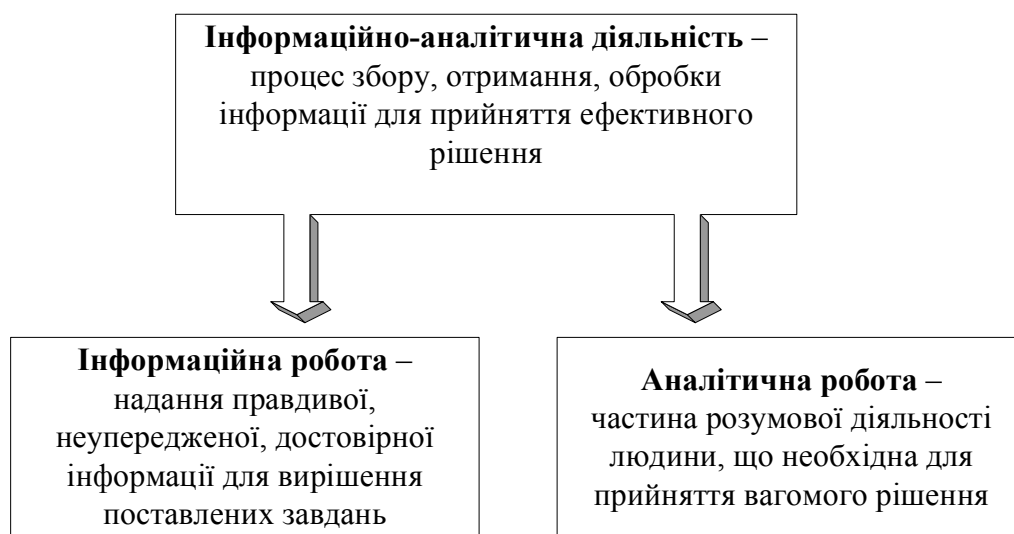 Інформаційно-аналітична діяльність –
процес збору, отримання, обробки
інформації для прийняття ефективного
рішення
Інформаційна робота –
надання правдивої,
неупередженої, достовірної
інформації для вирішення
поставлених завдань
Аналітична робота –
частина розумової діяльності
людини, що необхідна для
прийняття вагомого рішення